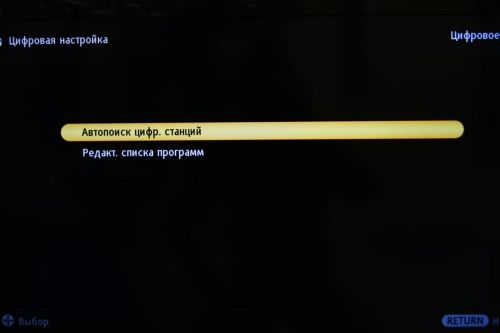 Цифровая настройка
Цифровое
Автопоиск цифр. станций
Редакт. списка программ
Выбор
RETURN